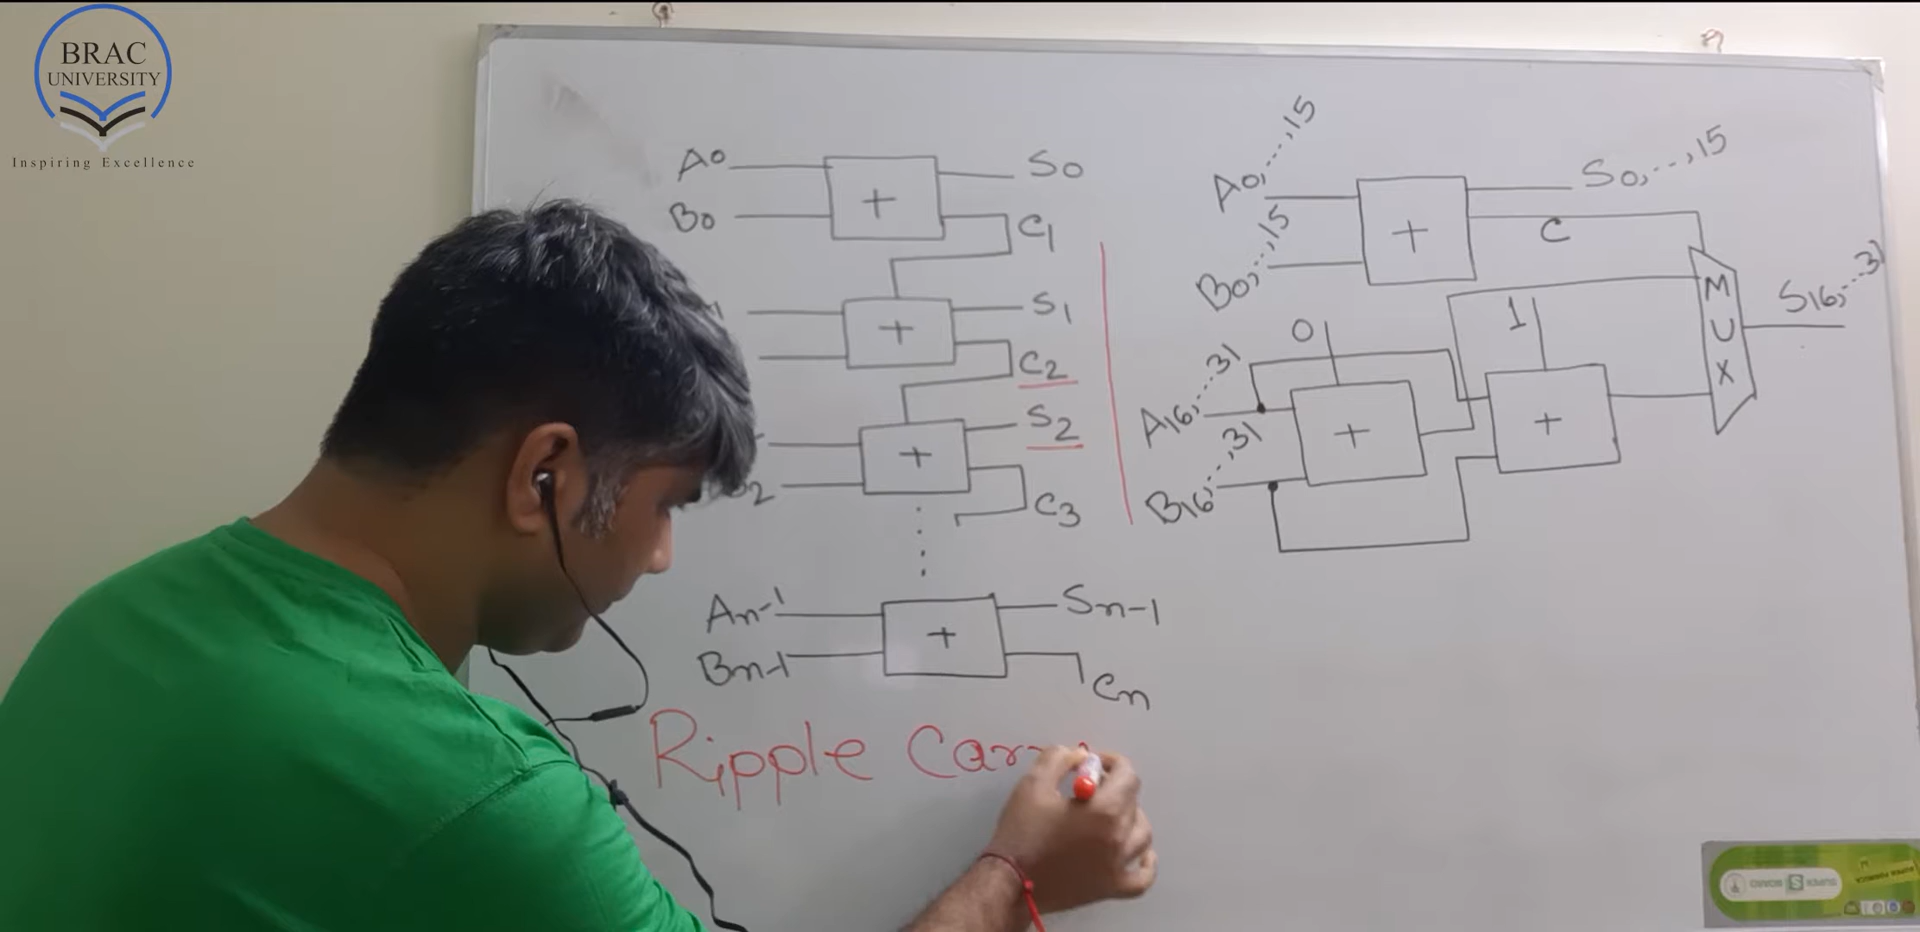 BRAC
UNIVERSITY
Inspiring Excellence
A0
B0
+
S0
C1
+
S1
C2
+
S2
C3
An-1
Bn-1
+
Sn-1
Cn
Ripple
A0,....,15
B0,....,15
+
S0,....,15
C
0
1
A16,....31
B16,....,31
+
+
MUX
S16,....31